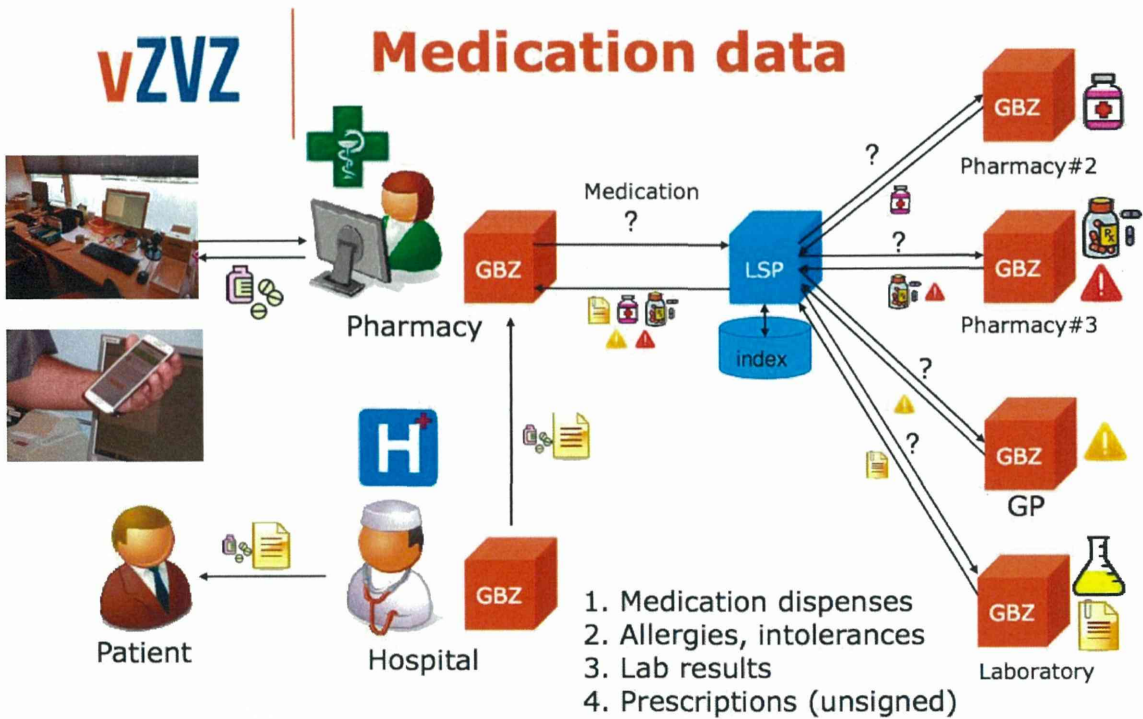 vZVZ
Medication data
GBZ
Pharmacy#2
?
Medication
?
GBZ
LSP
?
GBZ
Rx
Pharmacy
Pharmacy#3
index
?
GBZ
GP
?
H+
GBZ
GBZ
Patient
Hospital
Laboratory
1. Medication dispenses
2. Allergies, intolerances
3. Lab results
4. Prescriptions (unsigned)